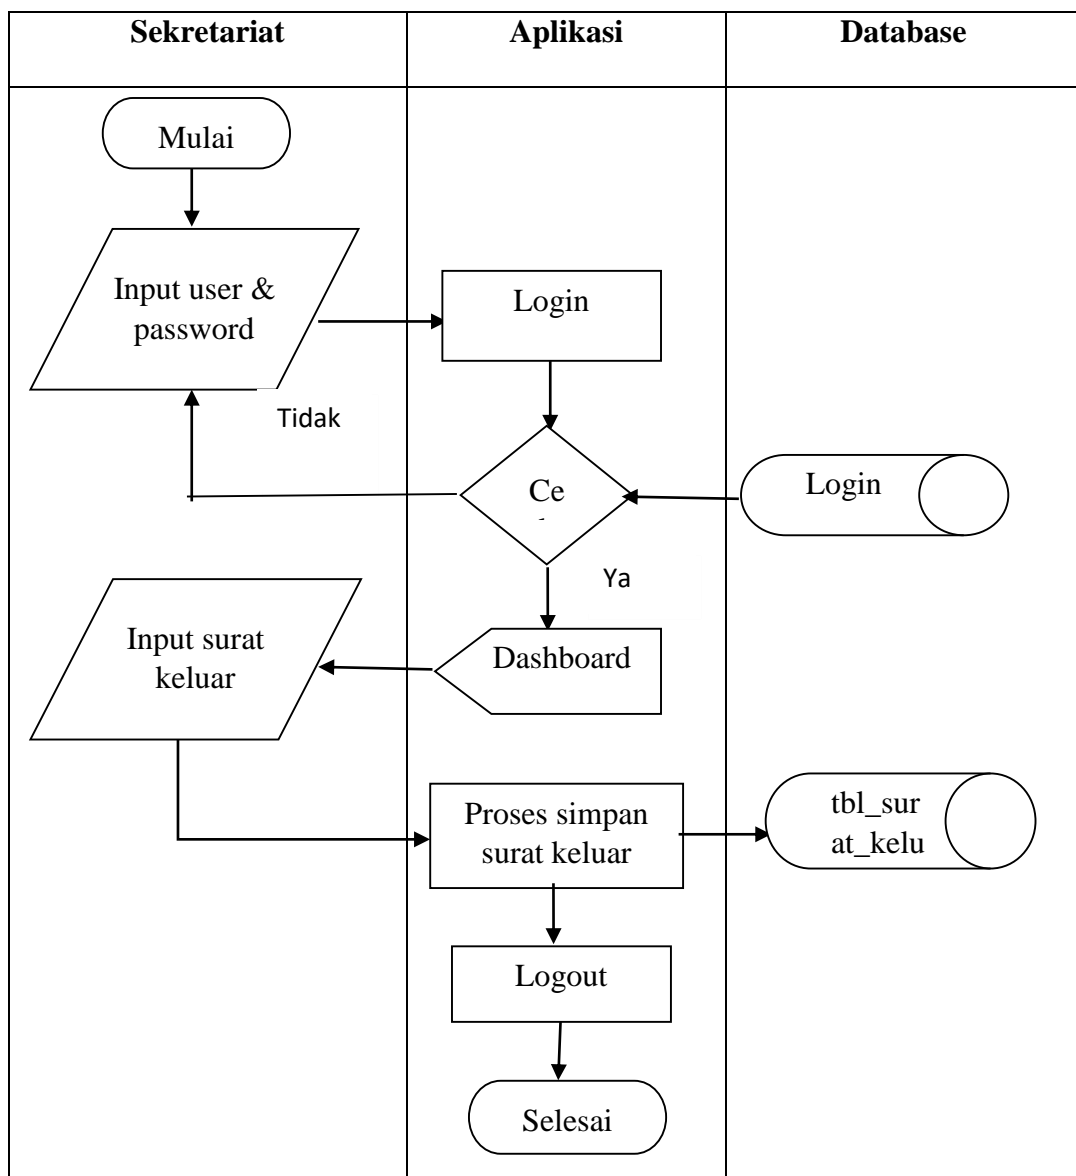 Sekretariat
Aplikasi
Database
Mulai
Input user &
password
Login
Tidak
Ce
Login
Ya
Input surat
keluar
Dashboard
Proses simpan
surat keluar
tbl_sur
at_kelu
Logout
Selesai